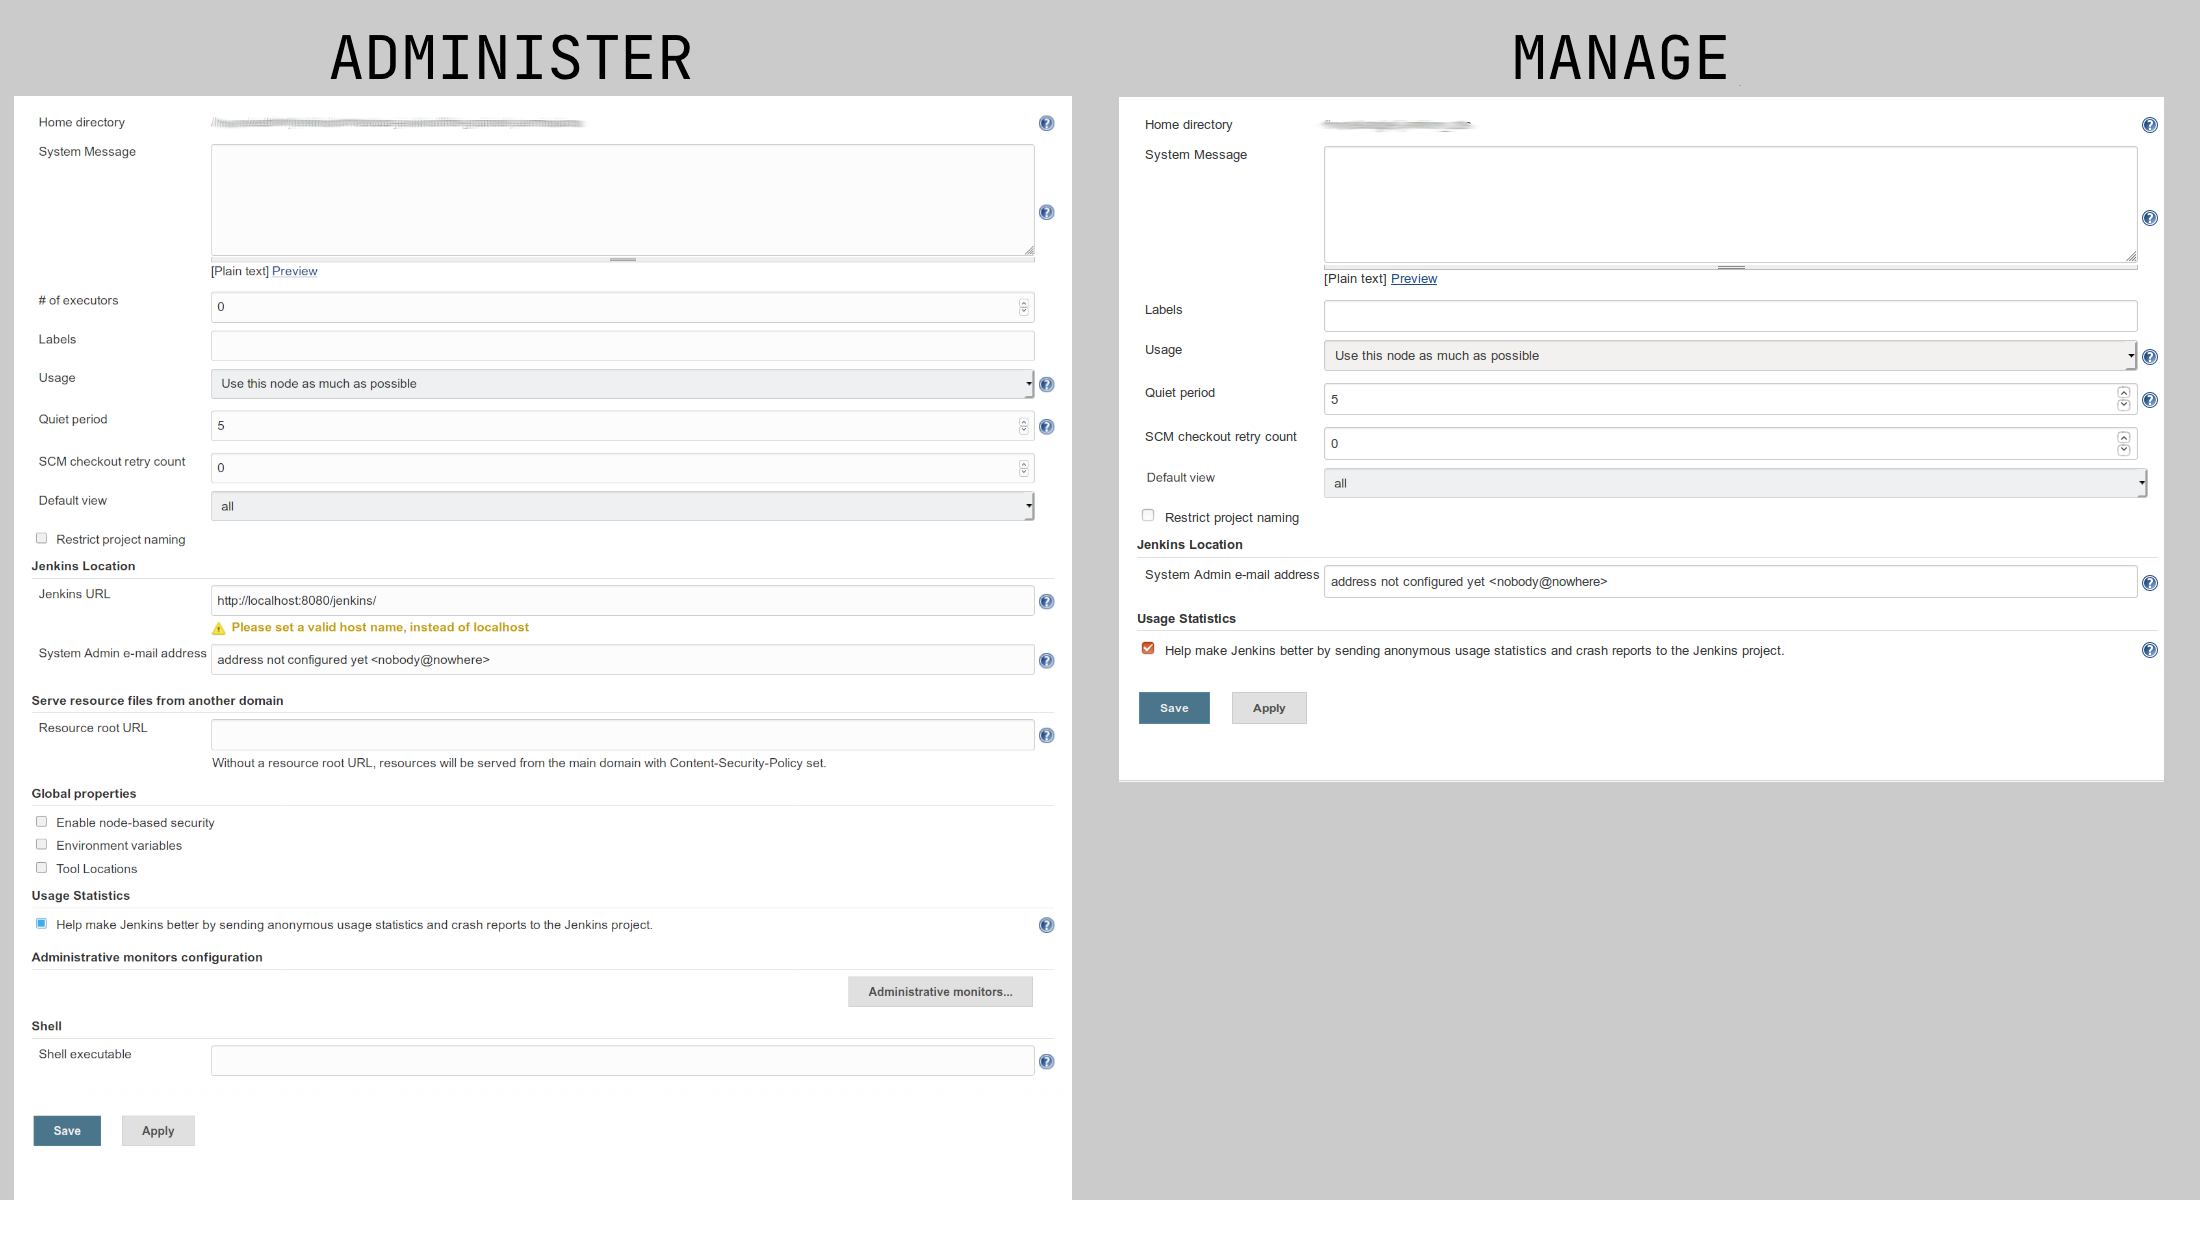 ADMINISTER
Home directory
System Message
[Plain text] Preview
# of executors
0
Labels
Usage
Use this node as much as possible
Quiet period
5
SCM checkout retry count
0
Default view
all
Restrict project naming
Jenkins Location
Jenkins URL
http://localhost:8080/jenkins/
Please set a valid host name, instead of localhost
System Admin e-mail address
address not configured yet <nobody@nowhere>
Serve resource files from another domain
Resource root URL
Without a resource root URL, resources will be served from the main domain with Content-Security-Policy set.
Global properties
Enable node-based security
Environment variables
Tool Locations
Usage Statistics
Help make Jenkins better by sending anonymous usage statistics and crash reports to the Jenkins project.
Administrative monitors configuration
Administrative monitors...
Shell
Shell executable
Save
Apply
MANAGE
Home directory
System Message
[Plain text] Preview
Labels
Usage
Use this node as much as possible
Quiet period
5
SCM checkout retry count
0
Default view
all
Restrict project naming
Jenkins Location
System Admin e-mail address
address not configured yet <nobody@nowhere>
Usage Statistics
Help make Jenkins better by sending anonymous usage statistics and crash reports to the Jenkins project.
Save
Apply